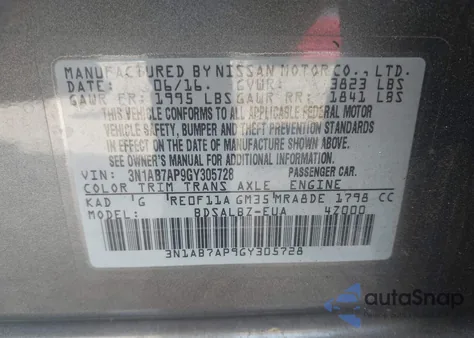 MANUFACTURED BY NISSAN MOTOR CO., LTD.
DATE: 06/16. GVWR: 3823 LBS
GAWR FR: 1995 LBS GAWR RR: 1841 LBS
THIS VEHICLE CONFORMS TO ALL APPLICABLE FEDERAL MOTOR
VEHICLE SAFETY, BUMPER AND THEFT PREVENTION STANDARDS
IN EFFECT ON THE DATE OF MANUFACTURE SHOWN ABOVE.
SEE OWNER'S MANUAL FOR ADDITIONAL INFORMATION.
VIN: 3N1AB7AP9GY305728 PASSENGER CAR.
COLOR TRIM TRANS AXLE ENGINE
KAD G RE0F11A GM35 MRA8DE 1798 CC
MODEL: BDSALBZ-EUA 4Z000
3N1AB7AP9GY305728
autoSnap